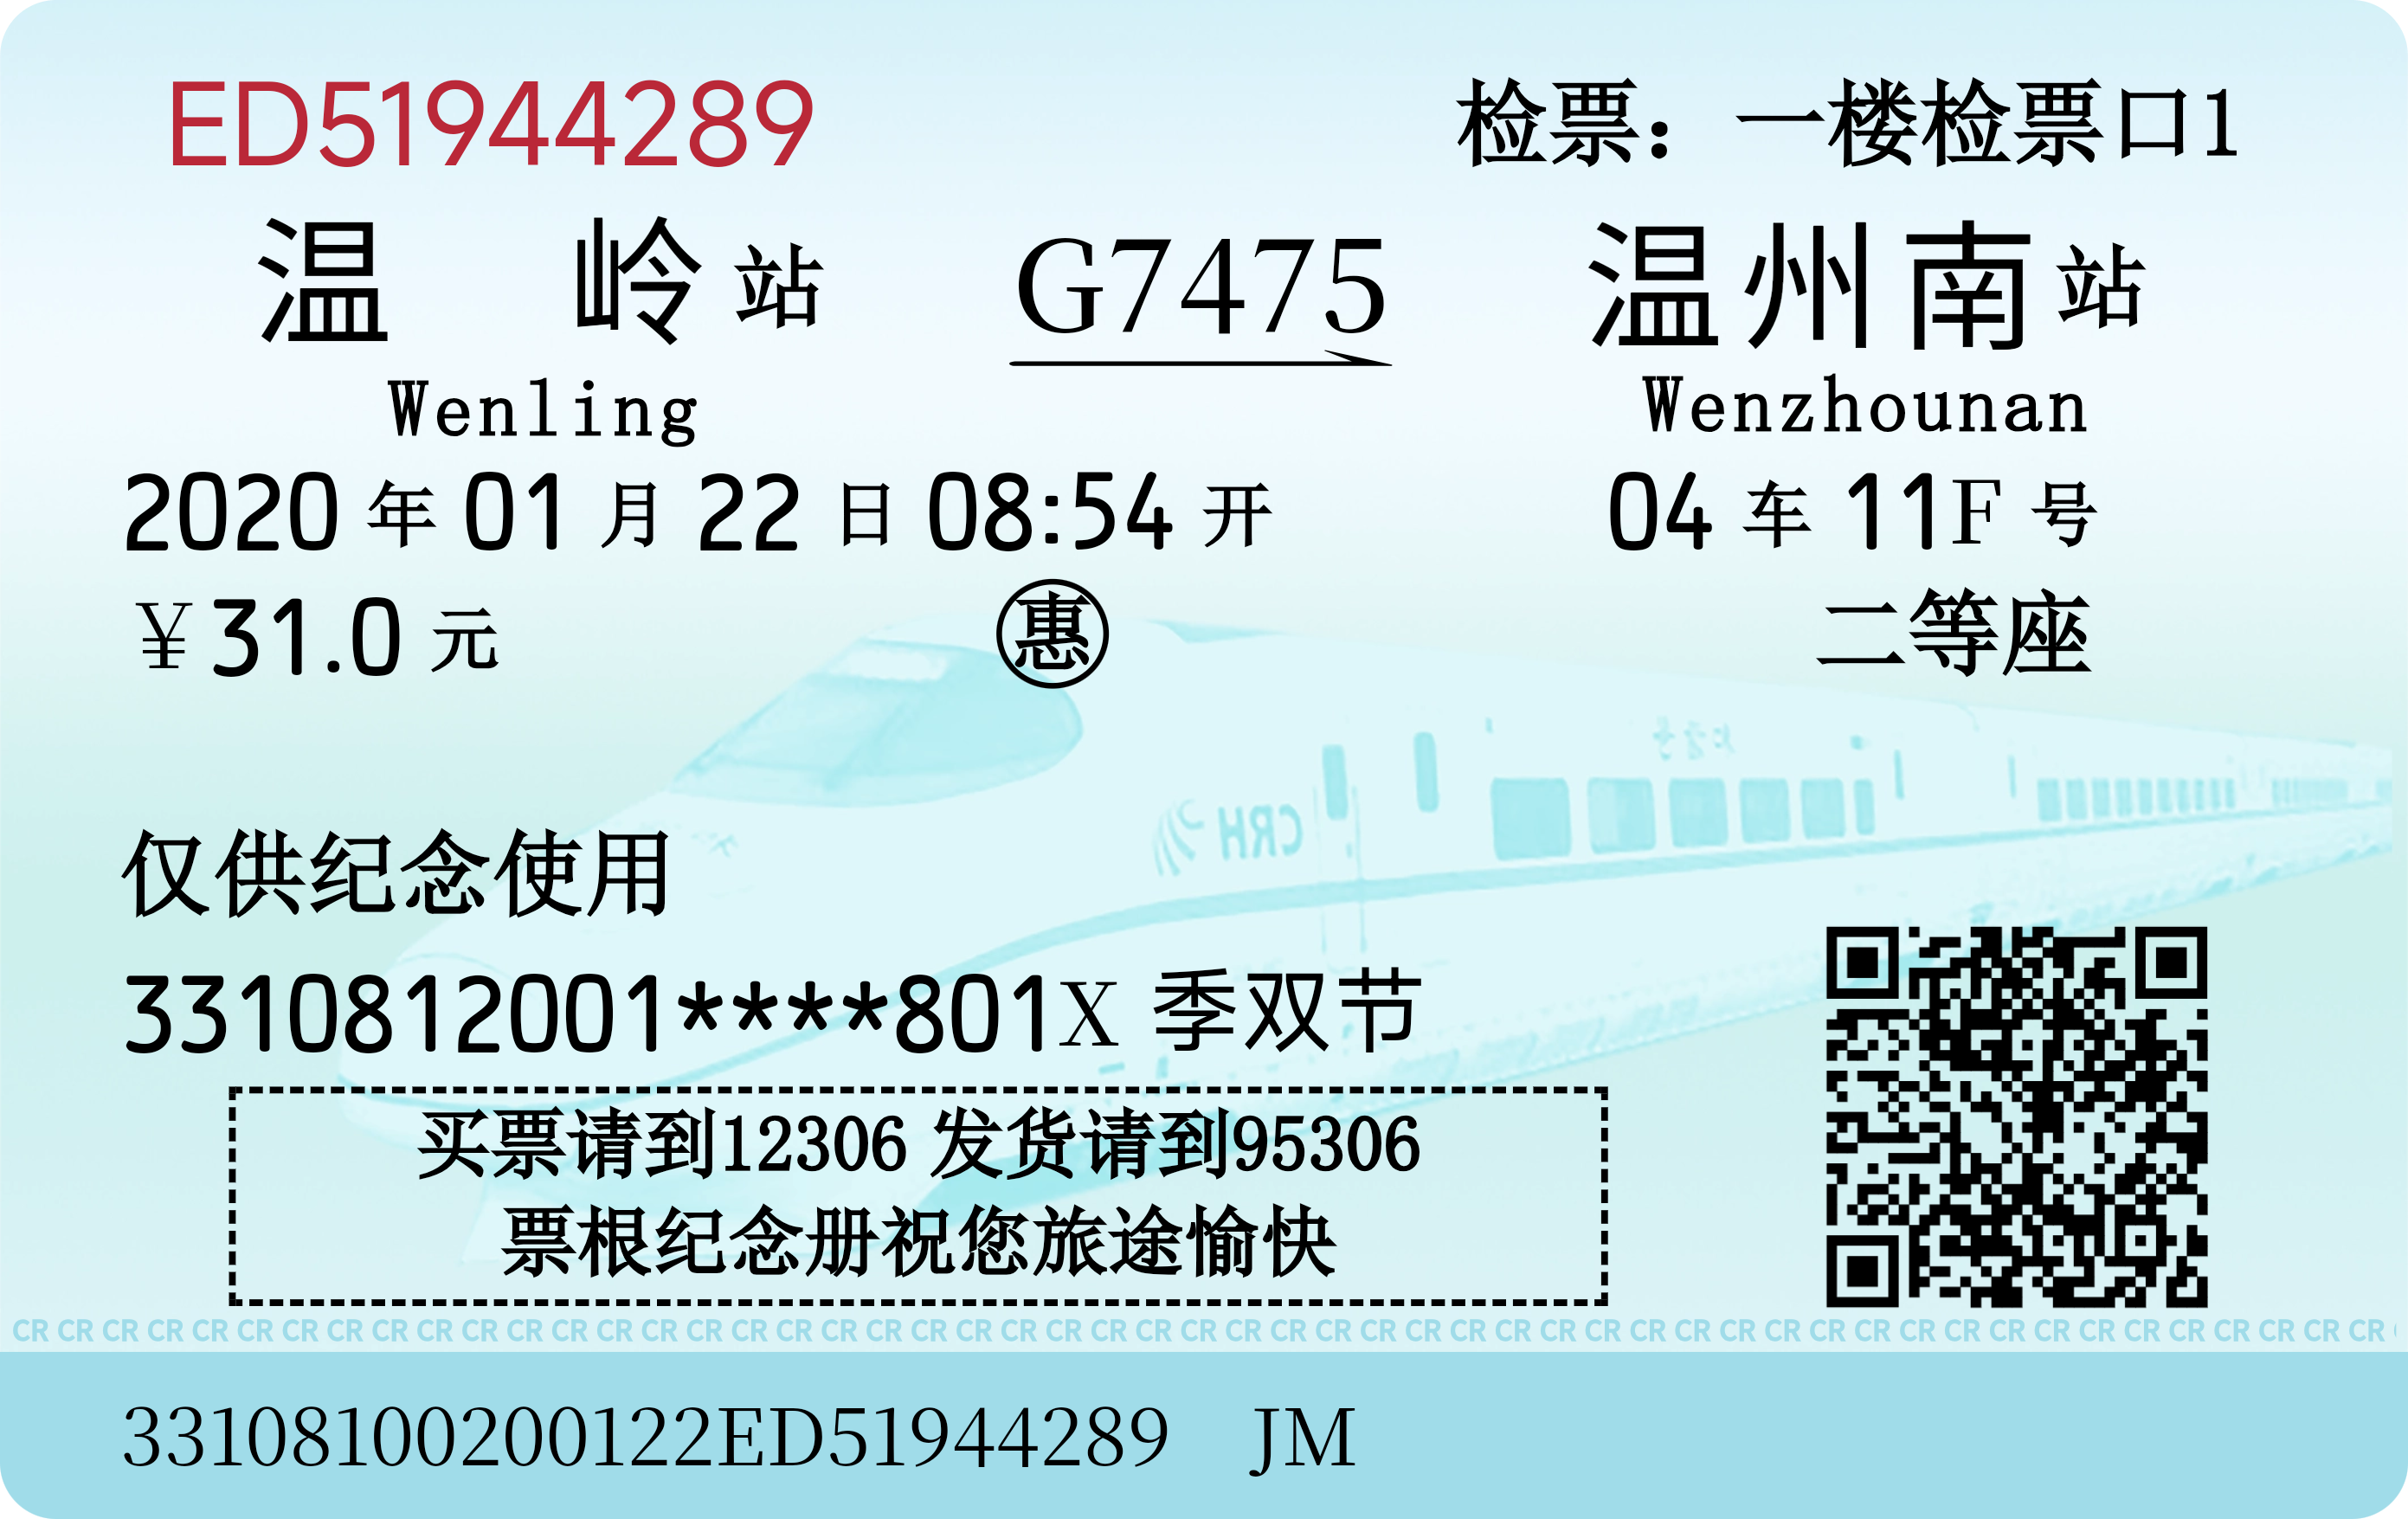 ED51944289 检票：一楼检票口1
温岭站 G7475 温州南站
Wenling Wenzhounan
2020年01月22日08:54开 04车11F号
￥31.0元 惠 二等座
CRH
仅供纪念使用
3310812001****801X 季双节
买票请到12306 发货请到95306
票根纪念册祝您旅途愉快
CR CR CR CR CR CR CR CR CR CR CR CR CR CR CR CR CR CR CR CR CR CR CR CR CR CR CR CR CR CR CR CR CR CR CR CR CR CR CR CR CR CR CR CR CR CR CR CR CR CR CR CR CR
33108100200122ED51944289 JM